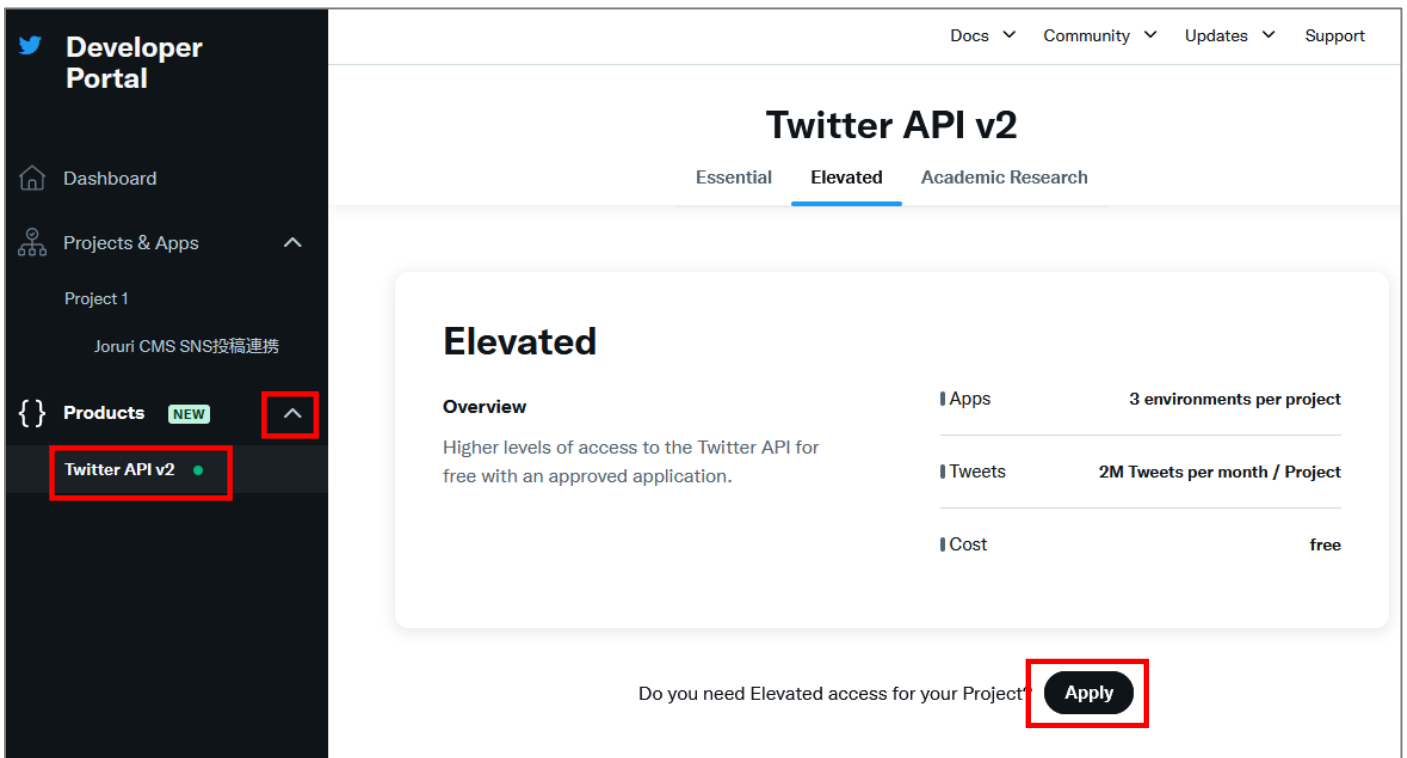 Developer
Portal
Dashboard
Projects & Apps
Project 1
Joruri CMS SNS投稿連携
{ } Products NEW
Twitter API v2
Docs Community Updates Support
Twitter API v2
Essential Elevated Academic Research
Elevated
Overview
Higher levels of access to the Twitter API for
free with an approved application.
Apps 3 environments per project
Tweets 2M Tweets per month / Project
Cost free
Do you need Elevated access for your Project? Apply